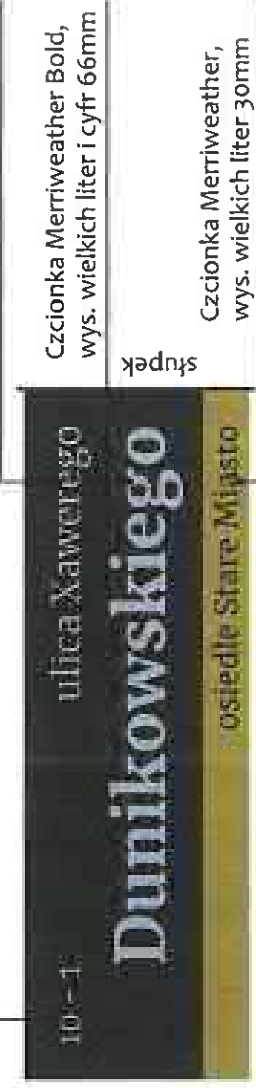 Czcionka Merriweather Bold,
wys. wielkich liter i cyfr 66mm
słupek
Czcionka Merriweather,
wys. wielkich liter 30mm
10 – 1
ulica Xawerego
Dunikowskiego
osiedle Stare Miasto